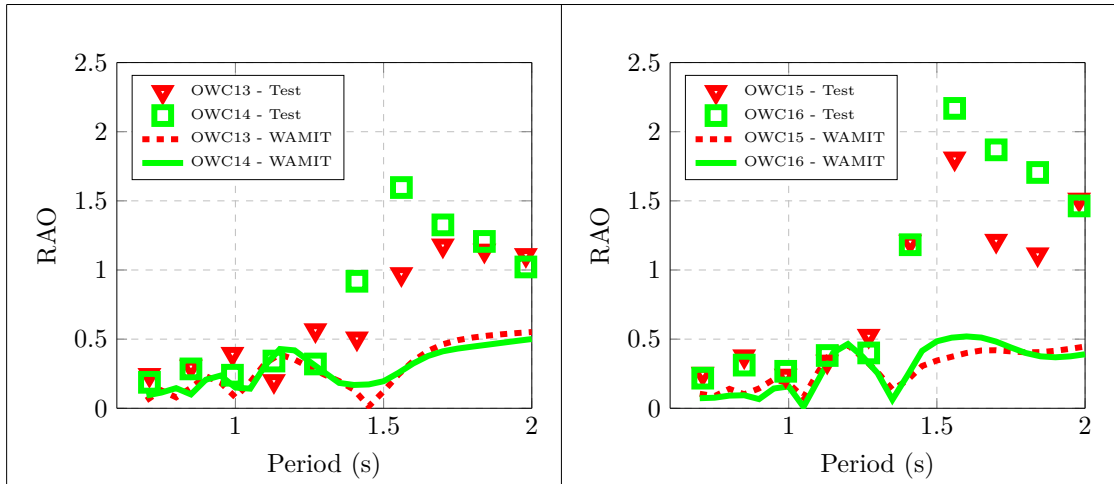 2.5
2
1.5
1
0.5
0
RAO
OWC13 - Test
OWC14 - Test
OWC13 - WAMIT
OWC14 - WAMIT
1
1.5
2
Period (s)
2.5
2
1.5
1
0.5
0
RAO
OWC15 - Test
OWC16 - Test
OWC15 - WAMIT
OWC16 - WAMIT
1
1.5
2
Period (s)